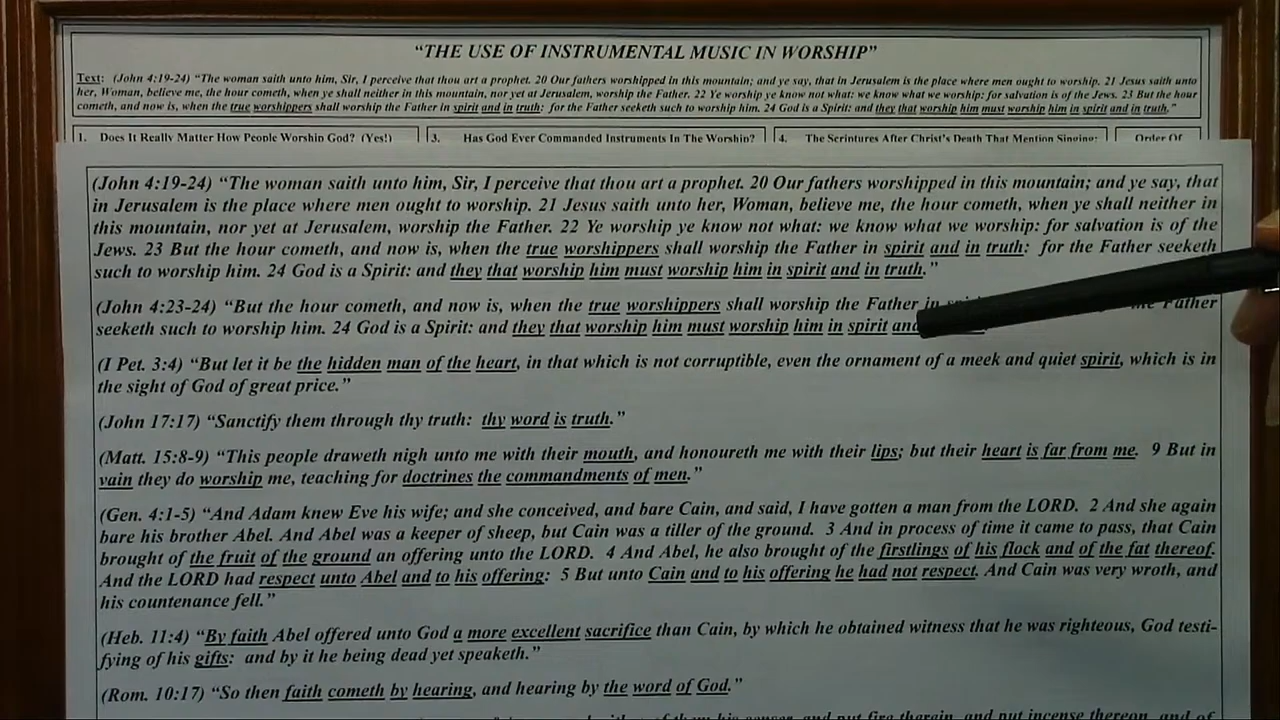 “THE USE OF INSTRUMENTAL MUSIC IN WORSHIP”
Text: (John 4:19-24) “The woman saith unto him, Sir, I perceive that thou art a prophet. 20 Our fathers worshipped in this mountain; and ye say, that in Jerusalem is the place where men ought to worship. 21 Jesus saith unto
her, Woman, believe me, the hour cometh, when ye shall neither in this mountain, nor yet at Jerusalem, worship the Father. 22 Ye worship ye know not what: we know what we worship: for salvation is of the Jews. 23 But the hour
cometh, and now is, when the true worshippers shall worship the Father in spirit and in truth: for the Father seeketh such to worship him. 24 God is a Spirit: and they that worship him must worship him in spirit and in truth.”
1. Does It Really Matter How People Worship God? (Yes!)
3. Has God Ever Commanded Instruments In The Worship?
4. The Scriptures After Christ's Death That Mention Singing:
Order Of
(John 4:19-24) “The woman saith unto him, Sir, I perceive that thou art a prophet. 20 Our fathers worshipped in this mountain; and ye say, that
in Jerusalem is the place where men ought to worship. 21 Jesus saith unto her, Woman, believe me, the hour cometh, when ye shall neither in
this mountain, nor yet at Jerusalem, worship the Father. 22 Ye worship ye know not what: we know what we worship: for salvation is of the
Jews. 23 But the hour cometh, and now is, when the true worshippers shall worship the Father in spirit and in truth: for the Father seeketh
such to worship him. 24 God is a Spirit: and they that worship him must worship him in spirit and in truth.”
(John 4:23-24) “But the hour cometh, and now is, when the true worshippers shall worship the Father in Father
seeketh such to worship him. 24 God is a Spirit: and they that worship him must worship him in spirit and
(I Pet. 3:4) “But let it be the hidden man of the heart, in that which is not corruptible, even the ornament of a meek and quiet spirit, which is in
the sight of God of great price.”
(John 17:17) “Sanctify them through thy truth: thy word is truth.”
(Matt. 15:8-9) “This people draweth nigh unto me with their mouth, and honoureth me with their lips; but their heart is far from me. 9 But in
vain they do worship me, teaching for doctrines the commandments of men.”
(Gen. 4:1-5) “And Adam knew Eve his wife; and she conceived, and bare Cain, and said, I have gotten a man from the LORD. 2 And she again
bare his brother Abel. And Abel was a keeper of sheep, but Cain was a tiller of the ground. 3 And in process of time it came to pass, that Cain
brought of the fruit of the ground an offering unto the LORD. 4 And Abel, he also brought of the firstlings of his flock and of the fat thereof.
And the LORD had respect unto Abel and to his offering: 5 But unto Cain and to his offering he had not respect. And Cain was very wroth, and
his countenance fell.”
(Heb. 11:4) “By faith Abel offered unto God a more excellent sacrifice than Cain, by which he obtained witness that he was righteous, God testi-
fying of his gifts: and by it he being dead yet speaketh.”
(Rom. 10:17) “So then faith cometh by hearing, and hearing by the word of God.”